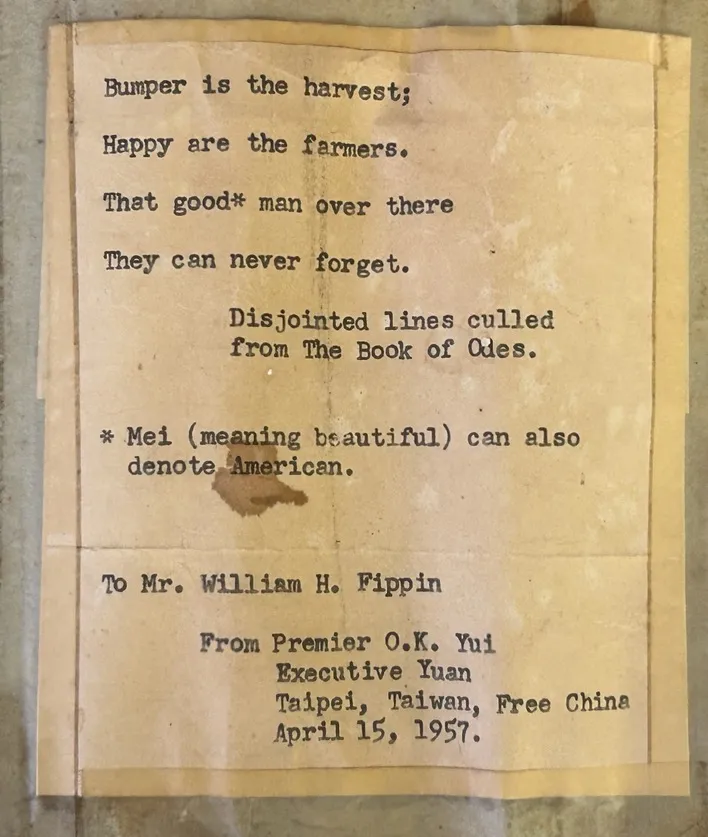 Bumper is the harvest;
Happy are the farmers.
That good* man over there
They can never forget.
Disjointed lines culled
from The Book of Odes.
* Mei (meaning beautiful) can also
denote American.
To Mr. William H. Fippin
From Premier O.K. Yui
Executive Yuan
Taipei, Taiwan, Free China
April 15, 1957.